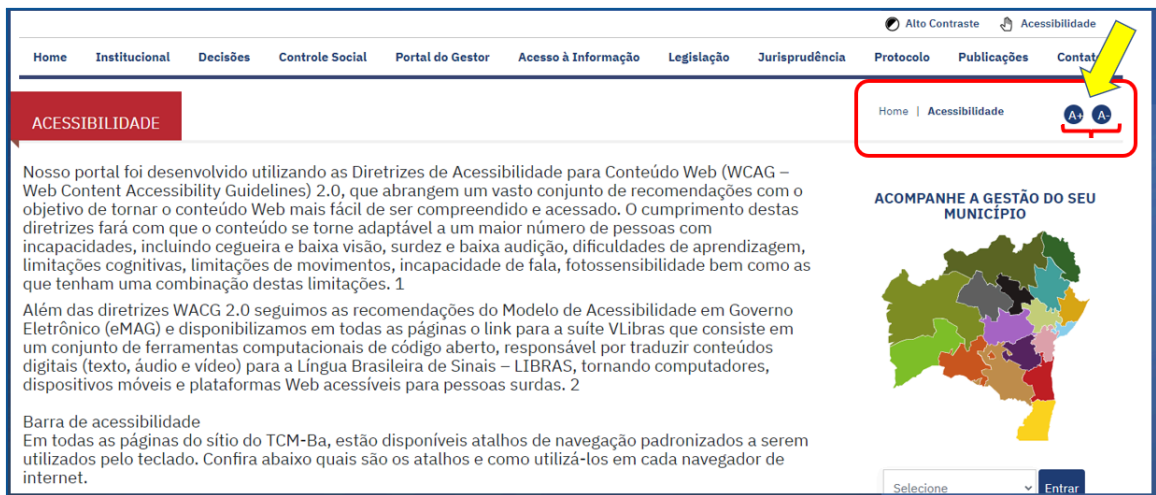 Alto Contraste Acessibilidade
Home Institucional Decisões Controle Social Portal do Gestor Acesso à Informação Legislação Jurisprudência Protocolo Publicações
ACESSIBILIDADE
Home | Acessibilidade
A+ A-
Nosso portal foi desenvolvido utilizando as Diretrizes de Acessibilidade para Conteúdo Web (WCAG –
Web Content Accessibility Guidelines) 2.0, que abrangem um vasto conjunto de recomendações com o
objetivo de tornar o conteúdo Web mais fácil de ser compreendido e acessado. O cumprimento destas
diretrizes fará com que o conteúdo se torne adaptável a um maior número de pessoas com
incapacidades, incluindo cegueira e baixa visão, surdez e baixa audição, dificuldades de aprendizagem,
limitações cognitivas, limitações de movimentos, incapacidade de fala, fotossensibilidade bem como as
que tenham uma combinação destas limitações. 1
Além das diretrizes WACG 2.0 seguimos as recomendações do Modelo de Acessibilidade em Governo
Eletrônico (eMAG) e disponibilizamos em todas as páginas o link para a suíte VLibras que consiste em
um conjunto de ferramentas computacionais de código aberto, responsável por traduzir conteúdos
digitais (texto, áudio e vídeo) para a Língua Brasileira de Sinais – LIBRAS, tornando computadores,
dispositivos móveis e plataformas Web acessíveis para pessoas surdas. 2
Barra de acessibilidade
Em todas as páginas do sítio do TCM-Ba, estão disponíveis atalhos de navegação padronizados a serem
utilizados pelo teclado. Confira abaixo quais são os atalhos e como utilizá-los em cada navegador de
internet.
ACOMPANHE A GESTÃO DO SEU
MUNICÍPIO
Selecione Entrar